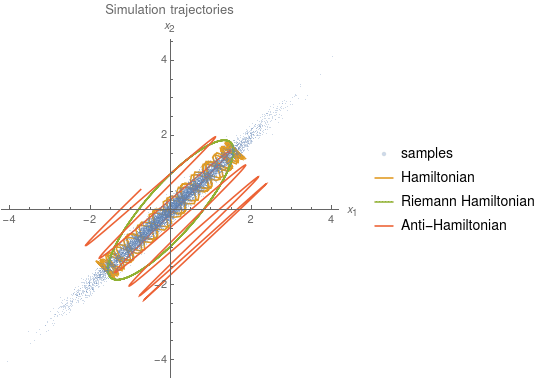 Simulation trajectories
x2
4
2
−4
−2
2
4
x1
−2
−4
samples
Hamiltonian
Riemann Hamiltonian
Anti−Hamiltonian